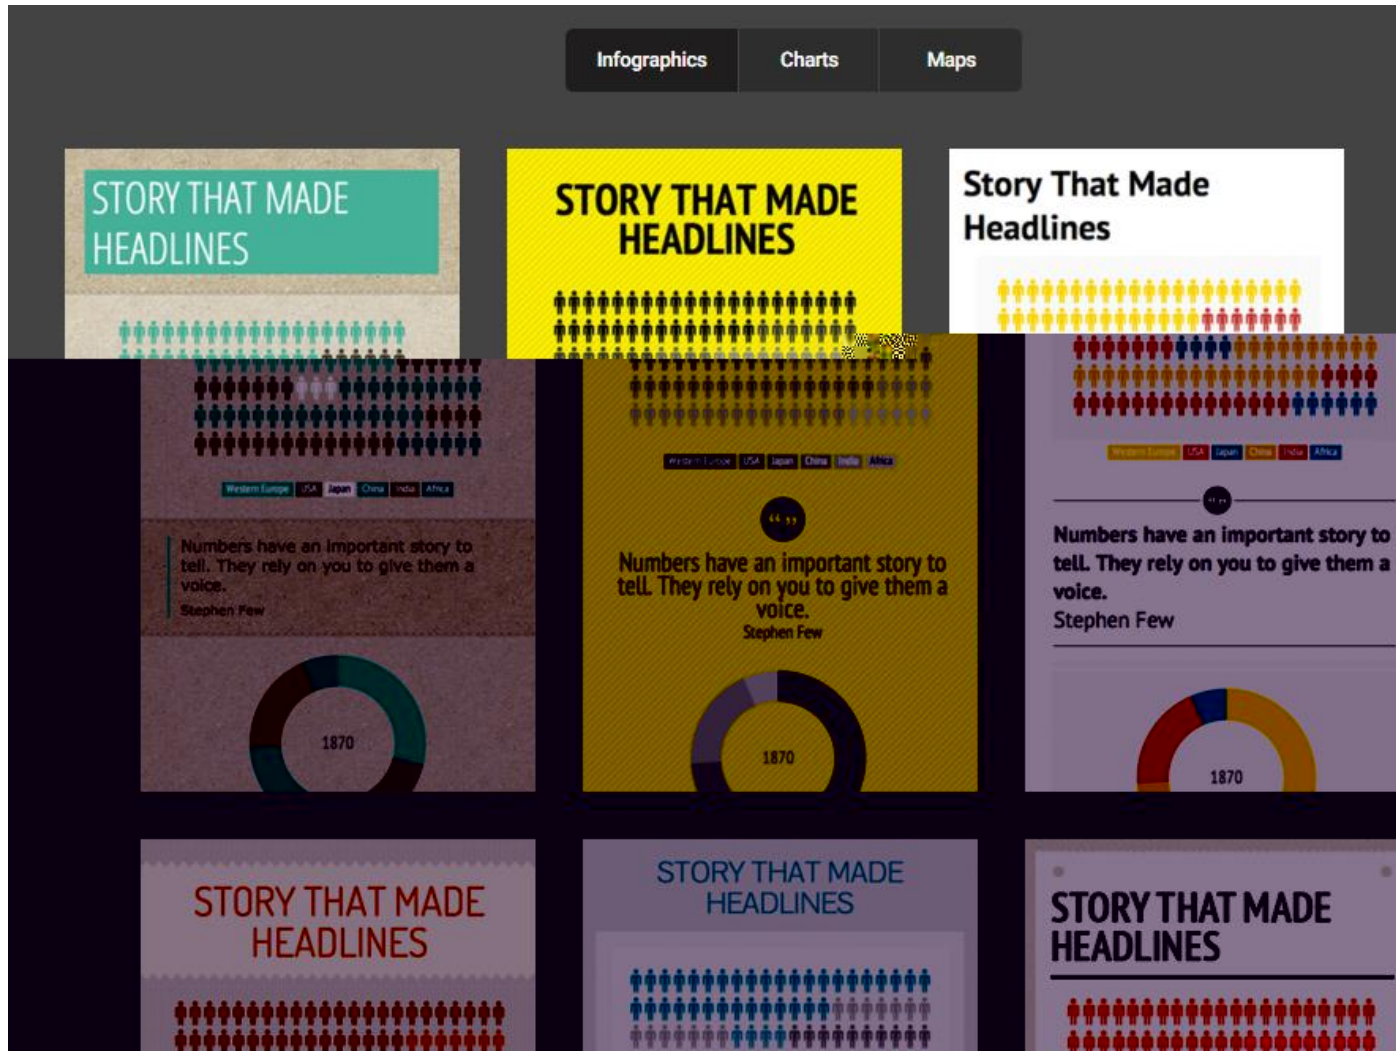 Infographics Charts Maps
STORY THAT MADE
HEADLINES
STORY THAT MADE
HEADLINES
Story That Made
Headlines
Western Europe USA Japan China India Africa
Numbers have an important story to
tell. They rely on you to give them a
voice.
Stephen Few
1870
Western Europe USA Japan China India Africa
“ ”
Numbers have an important story to
tell. They rely on you to give them a
voice.
Stephen Few
1870
Western Europe USA Japan China India Africa
“ ”
Numbers have an important story to
tell. They rely on you to give them a
voice.
Stephen Few
1870
STORY THAT MADE
HEADLINES
STORY THAT MADE
HEADLINES
STORY THAT MADE
HEADLINES